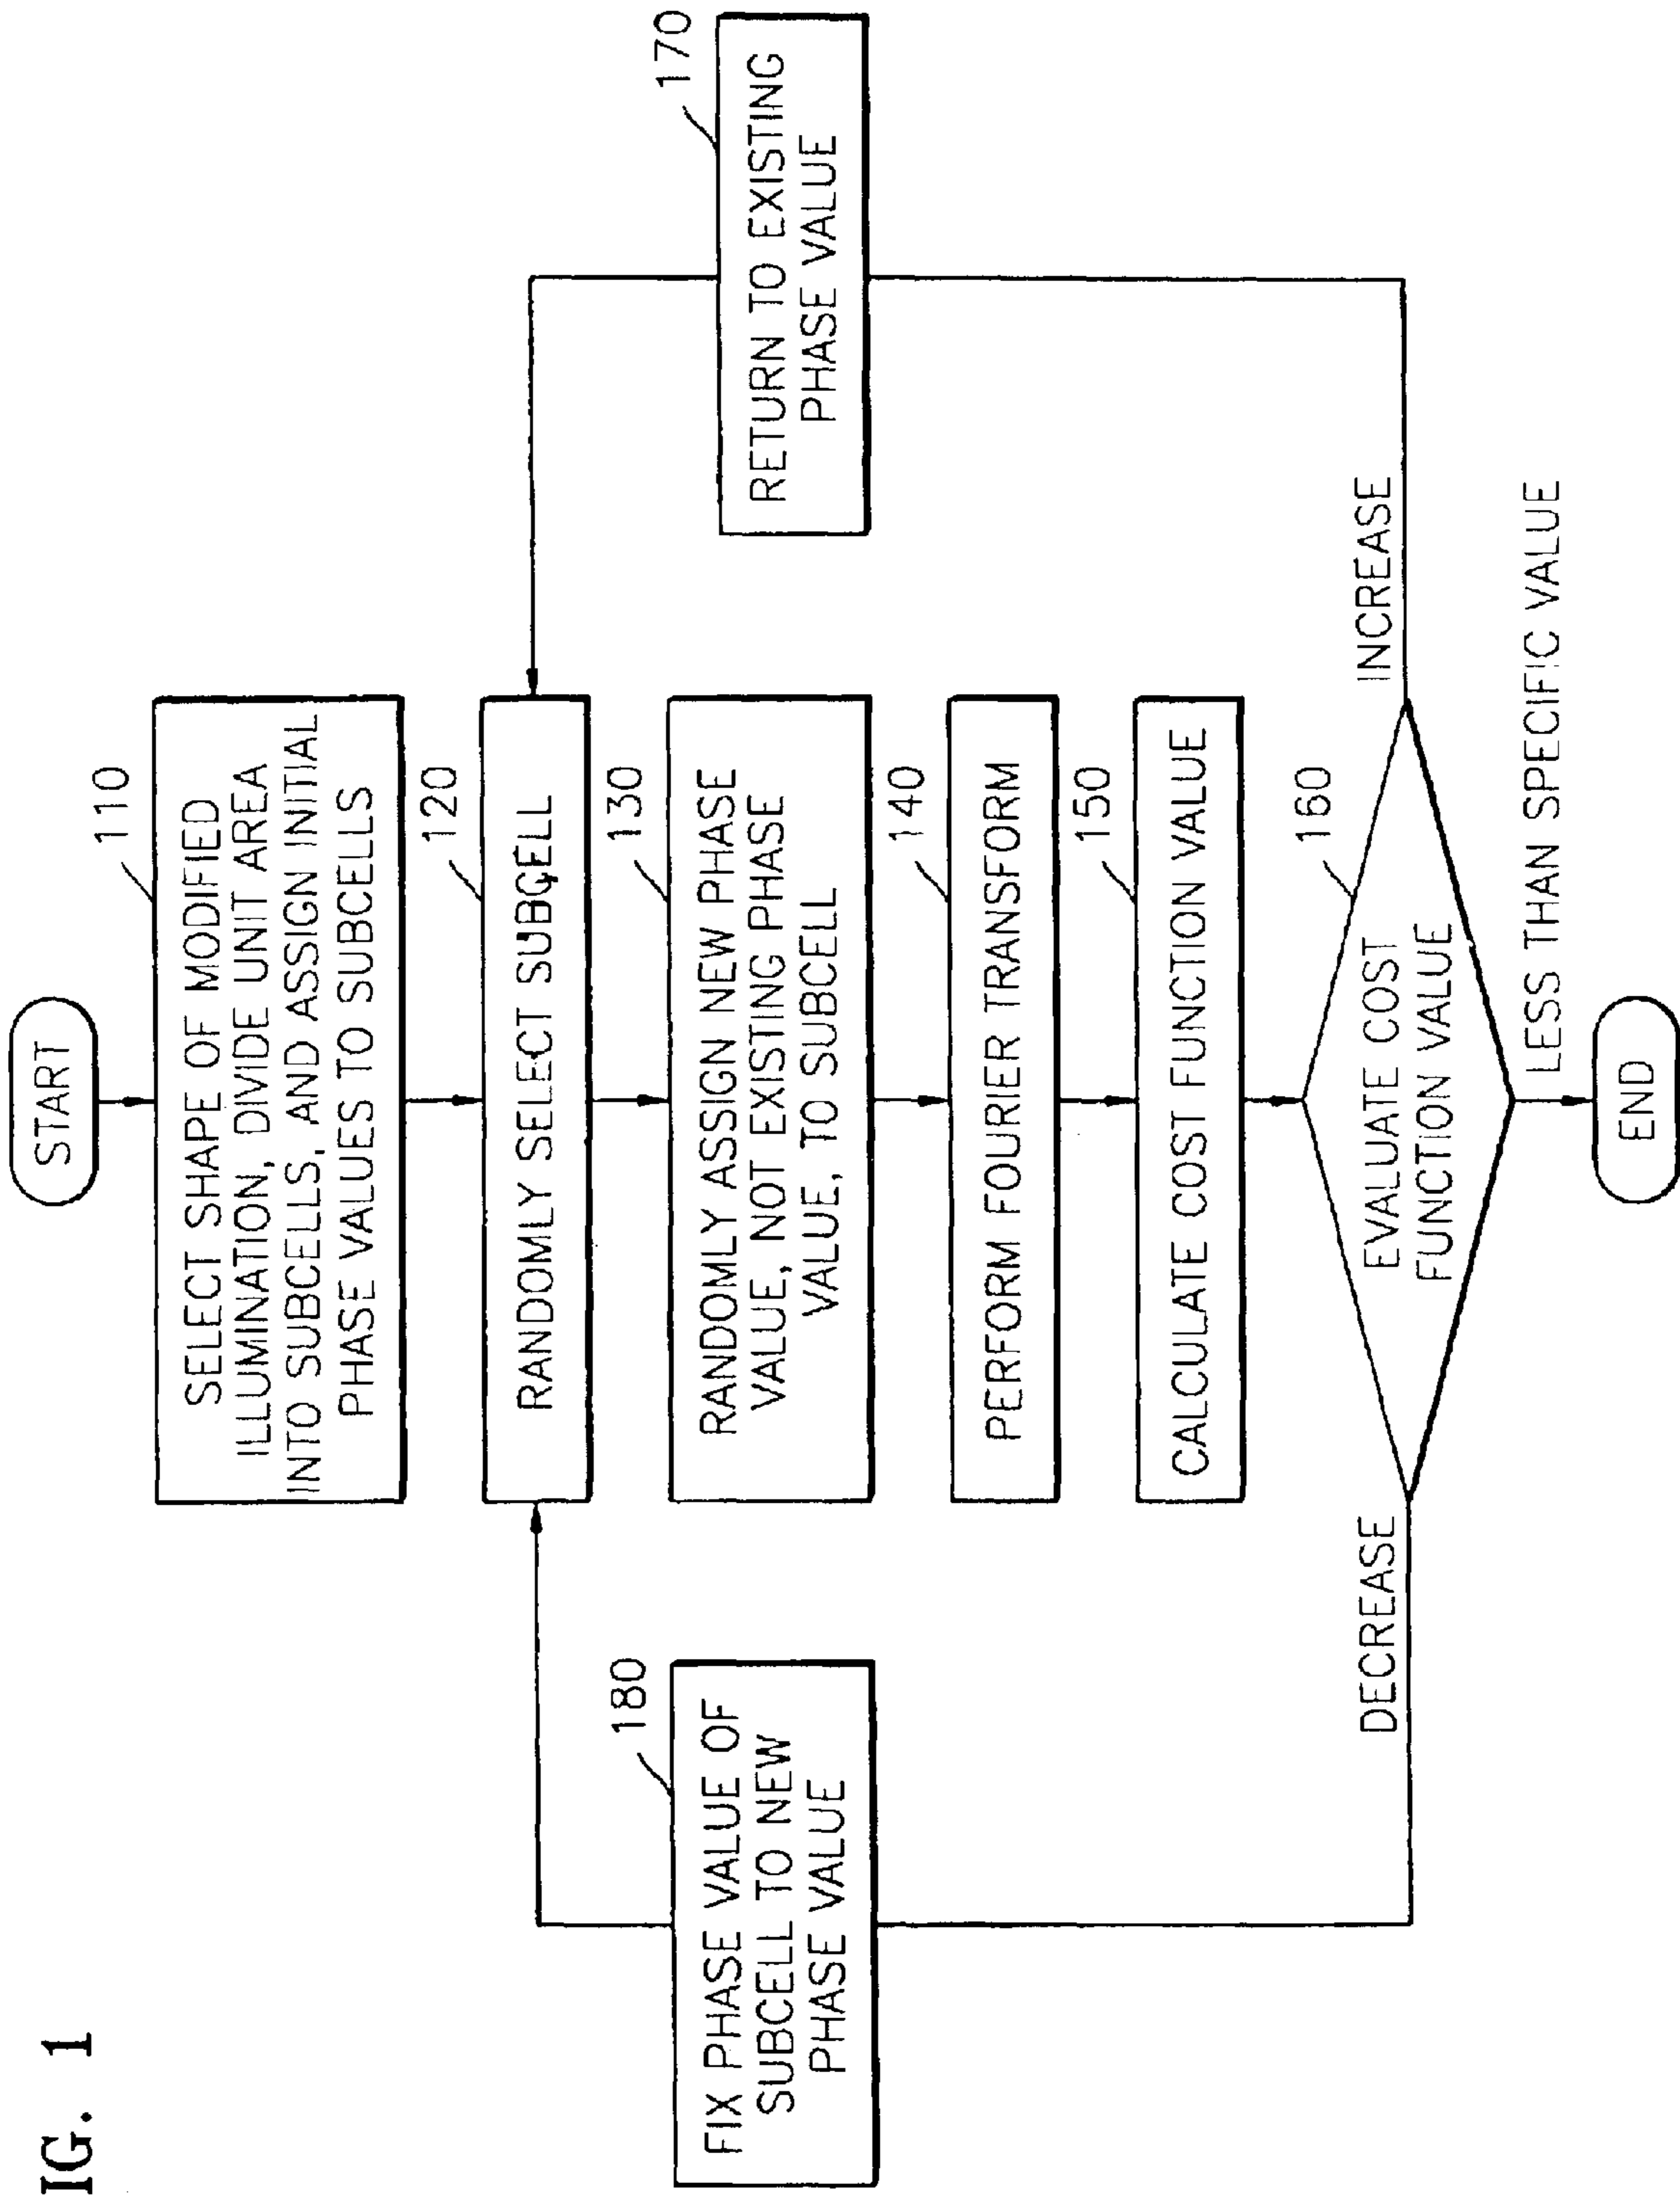 IG. 1
START
110
SELECT SHAPE OF MODIFIED
ILLUMINATION, DIVIDE UNIT AREA
INTO SUBCELLS, AND ASSIGN INITIAL
PHASE VALUES TO SUBCELLS
120
RANDOMLY SELECT SUBCELL
130
RANDOMLY ASSIGN NEW PHASE
VALUE, NOT EXISTING PHASE
VALUE, TO SUBCELL
140
PERFORM FOURIER TRANSFORM
150
CALCULATE COST FUNCTION VALUE
160
EVALUATE COST
FUNCTION VALUE
INCREASE
170
RETURN TO EXISTING
PHASE VALUE
DECREASE
180
FIX PHASE VALUE OF
SUBCELL TO NEW
PHASE VALUE
LESS THAN SPECIFIC VALUE
END